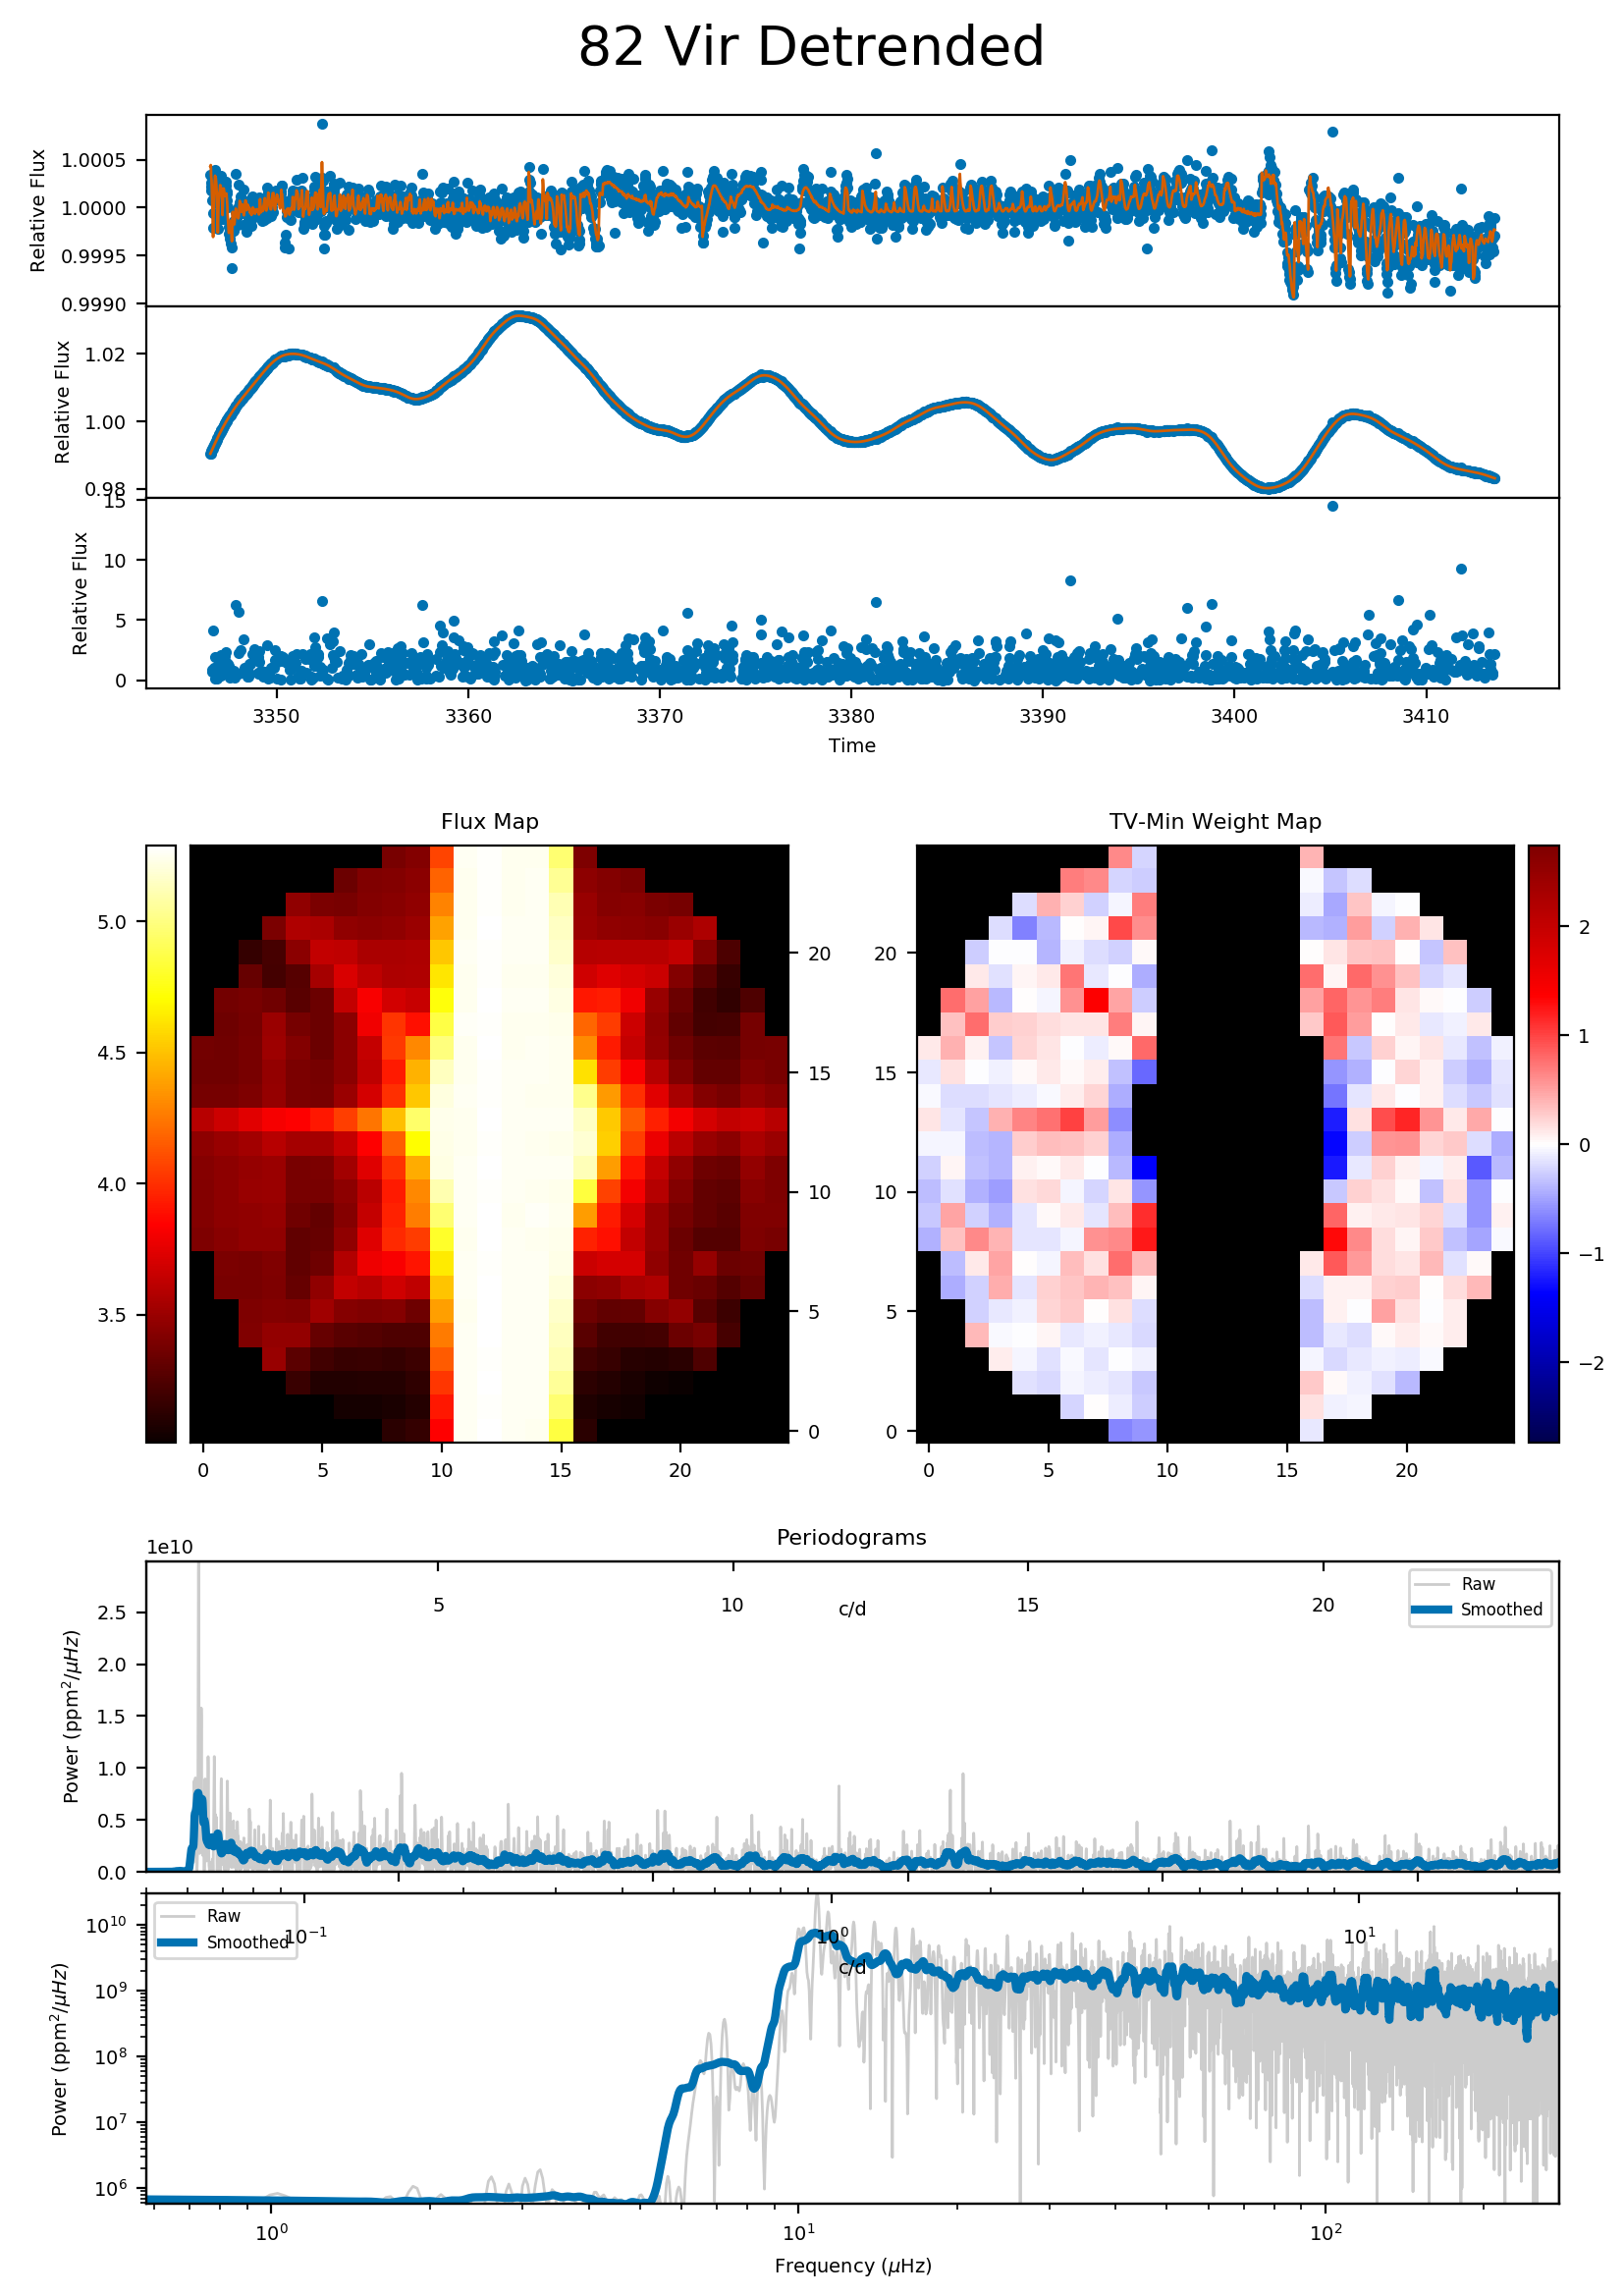 82 Vir Detrended
Relative Flux
1.0005
1.0000
0.9995
0.9990
Relative Flux
1.02
1.00
0.98
Relative Flux
15
10
5
0
3350 3360 3370 3380 3390 3400 3410
Time
Flux Map
5.0
4.5
4.0
3.5
20
15
10
5
0
0 5 10 15 20
TV-Min Weight Map
20
15
10
5
0
0 5 10 15 20
2
1
0
−1
−2
Periodograms
1e10
Power (ppm²/μHz)
2.5
2.0
1.5
1.0
0.5
0.0
5 10 15 20
c/d
Raw
Smoothed
Power (ppm²/μHz)
10¹⁰
10⁹
10⁸
10⁷
10⁶
Raw
Smoothed
10⁻¹ 10⁰ 10¹
c/d
10⁰ 10¹ 10²
Frequency (μHz)